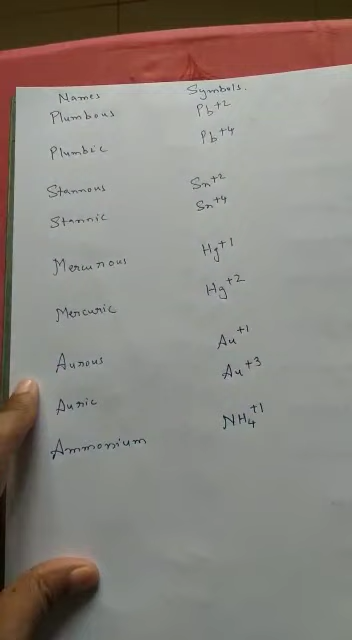 Names Symbols.
Plumbous Pb+2
Plumbic Pb+4
Stannous Sn+2
Stannic Sn+4
Mercurous Hg+1
Mercuric Hg+2
Aurous Au+1
Auric Au+3
Ammonium NH4+1